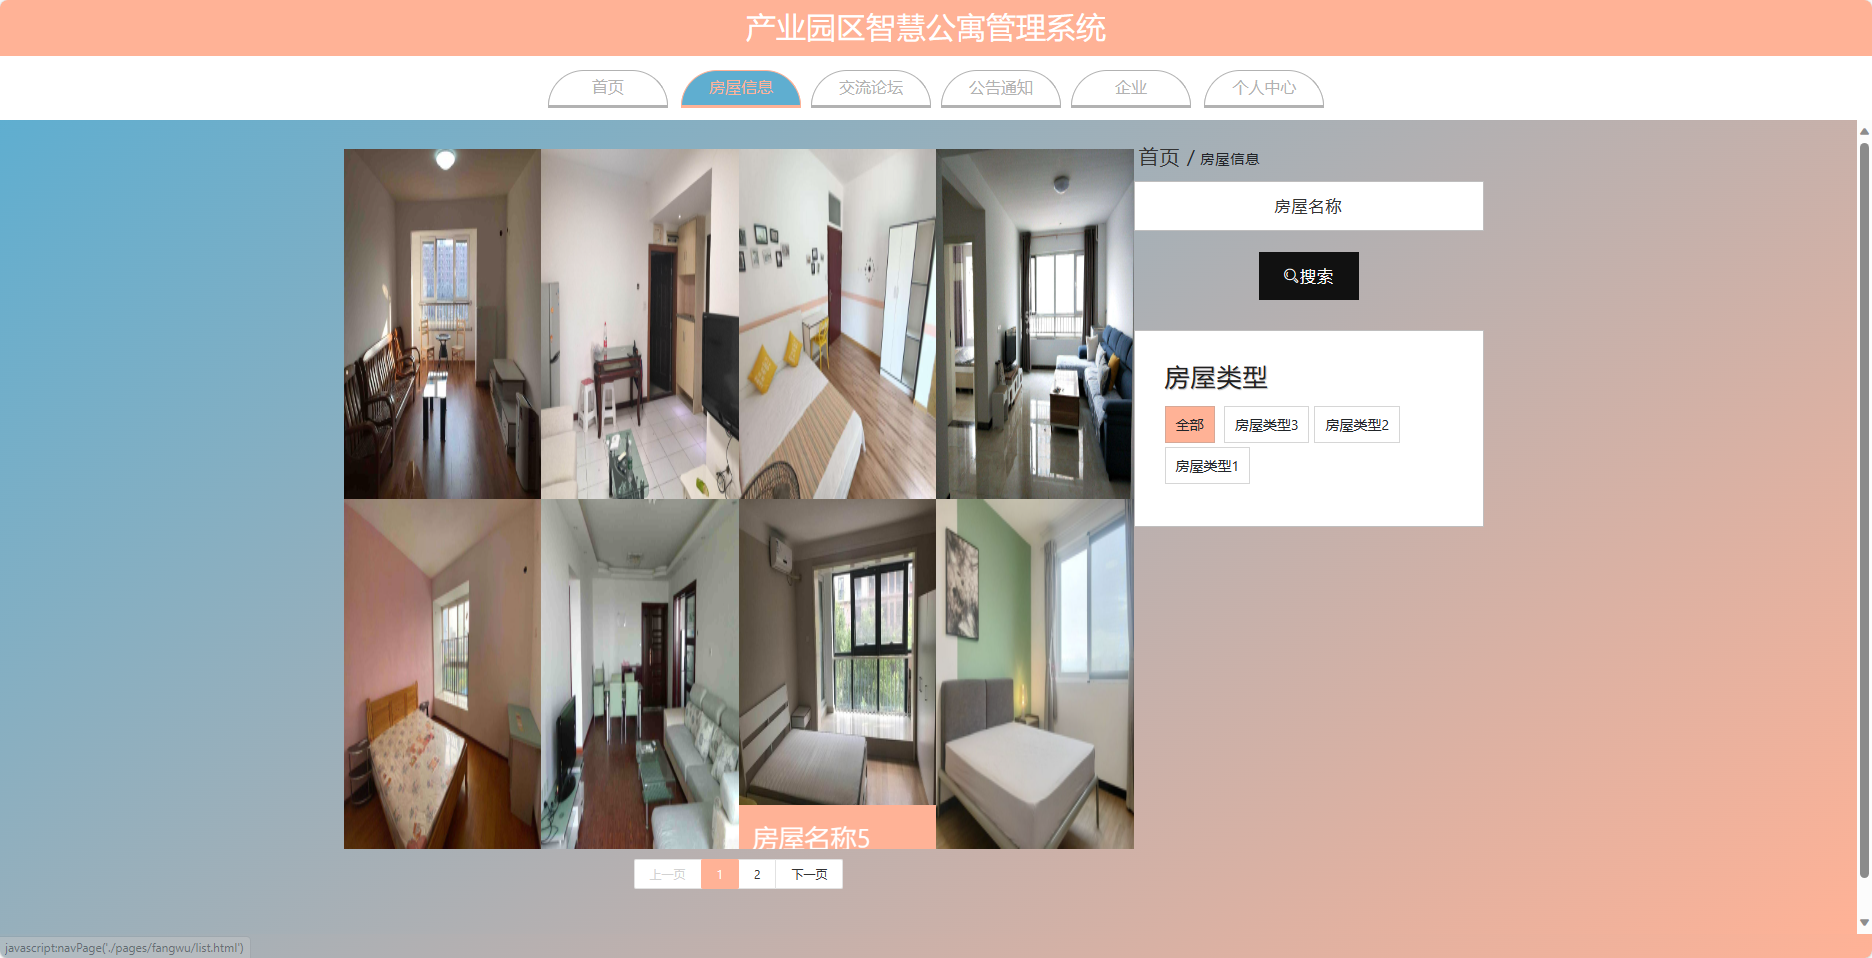 产业园区智慧公寓管理系统
首页 房屋信息 交流论坛 公告通知 企业 个人中心
首页 / 房屋信息
房屋名称
搜索
房屋类型
全部 房屋类型3 房屋类型2
房屋类型1
房屋名称5
上一页 1 2 下一页
javascript:navPage('./pages/fangwu/list.html')